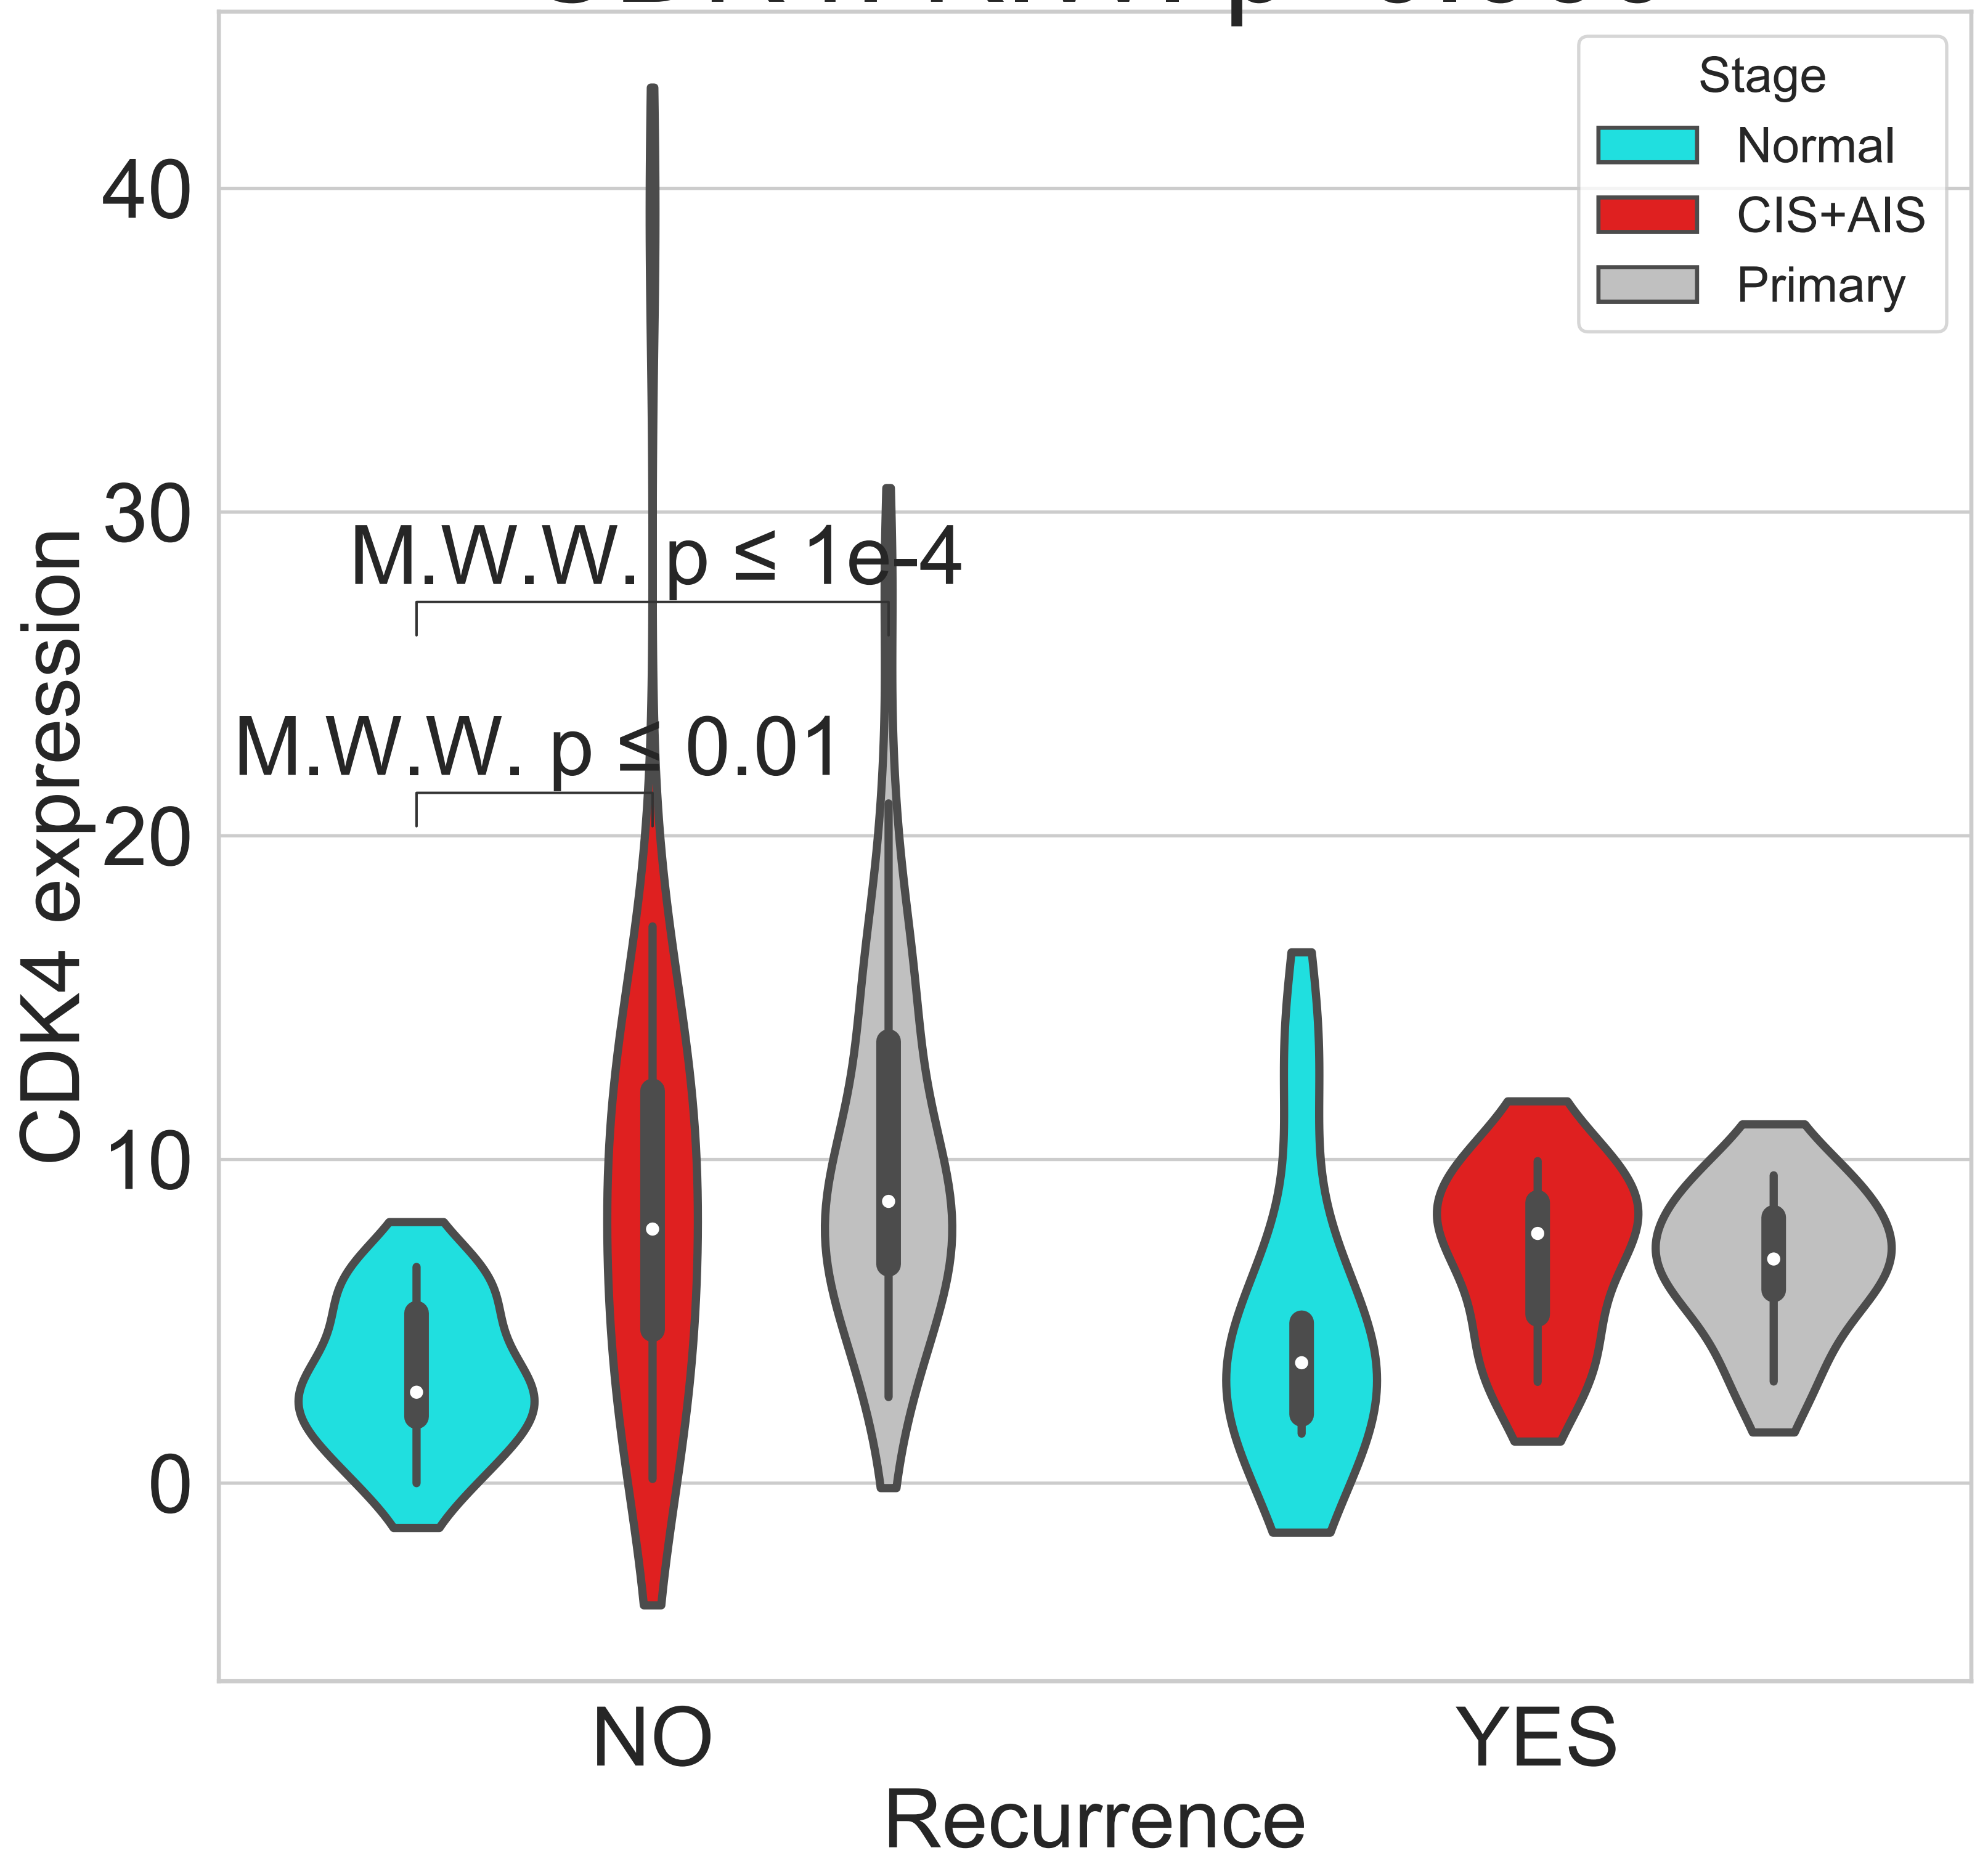 Stage
Normal
CIS+AIS
Primary
40
30
20
10
0
CDK4 expression
M.W.W. p ≤ 1e-4
M.W.W. p ≤ 0.01
NO
YES
Recurrence